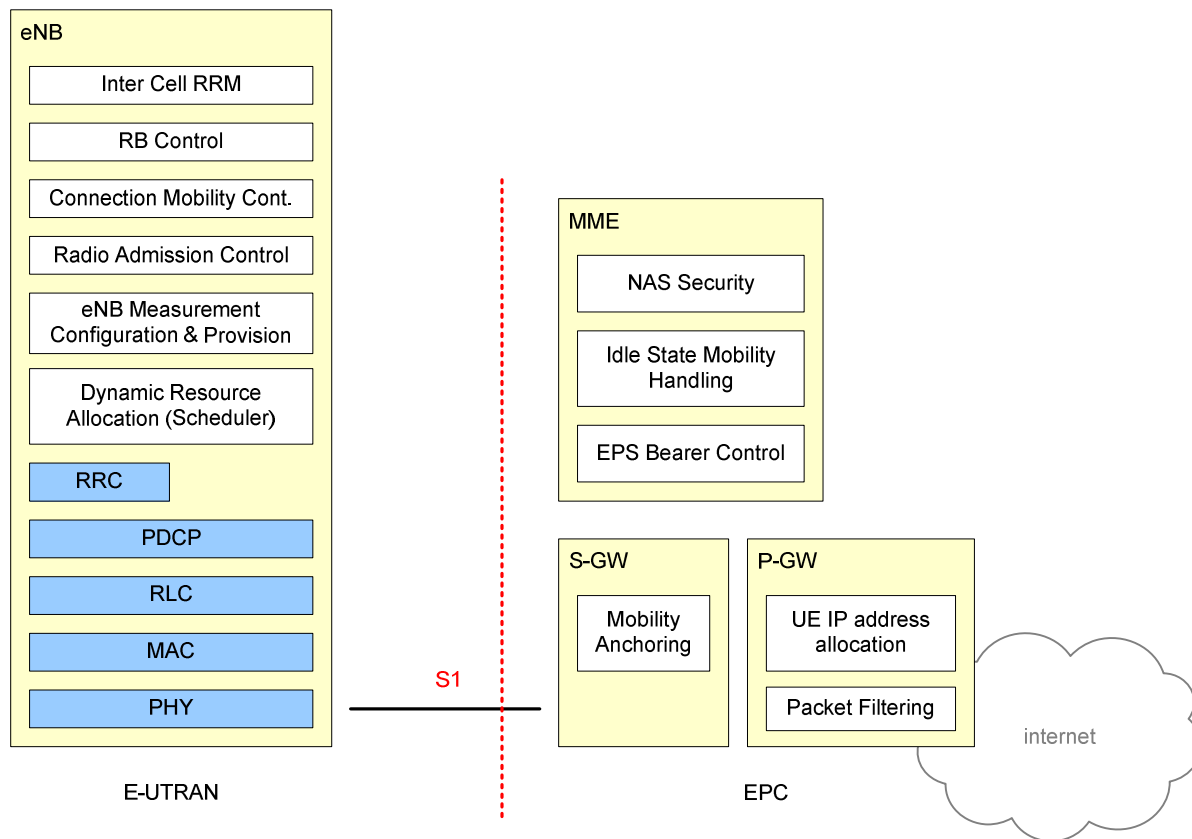 eNB
Inter Cell RRM
RB Control
Connection Mobility Cont.
Radio Admission Control
eNB Measurement
Configuration & Provision
Dynamic Resource
Allocation (Scheduler)
RRC
PDCP
RLC
MAC
PHY
E-UTRAN
S1
MME
NAS Security
Idle State Mobility
Handling
EPS Bearer Control
S-GW
Mobility
Anchoring
P-GW
UE IP address
allocation
Packet Filtering
internet
EPC